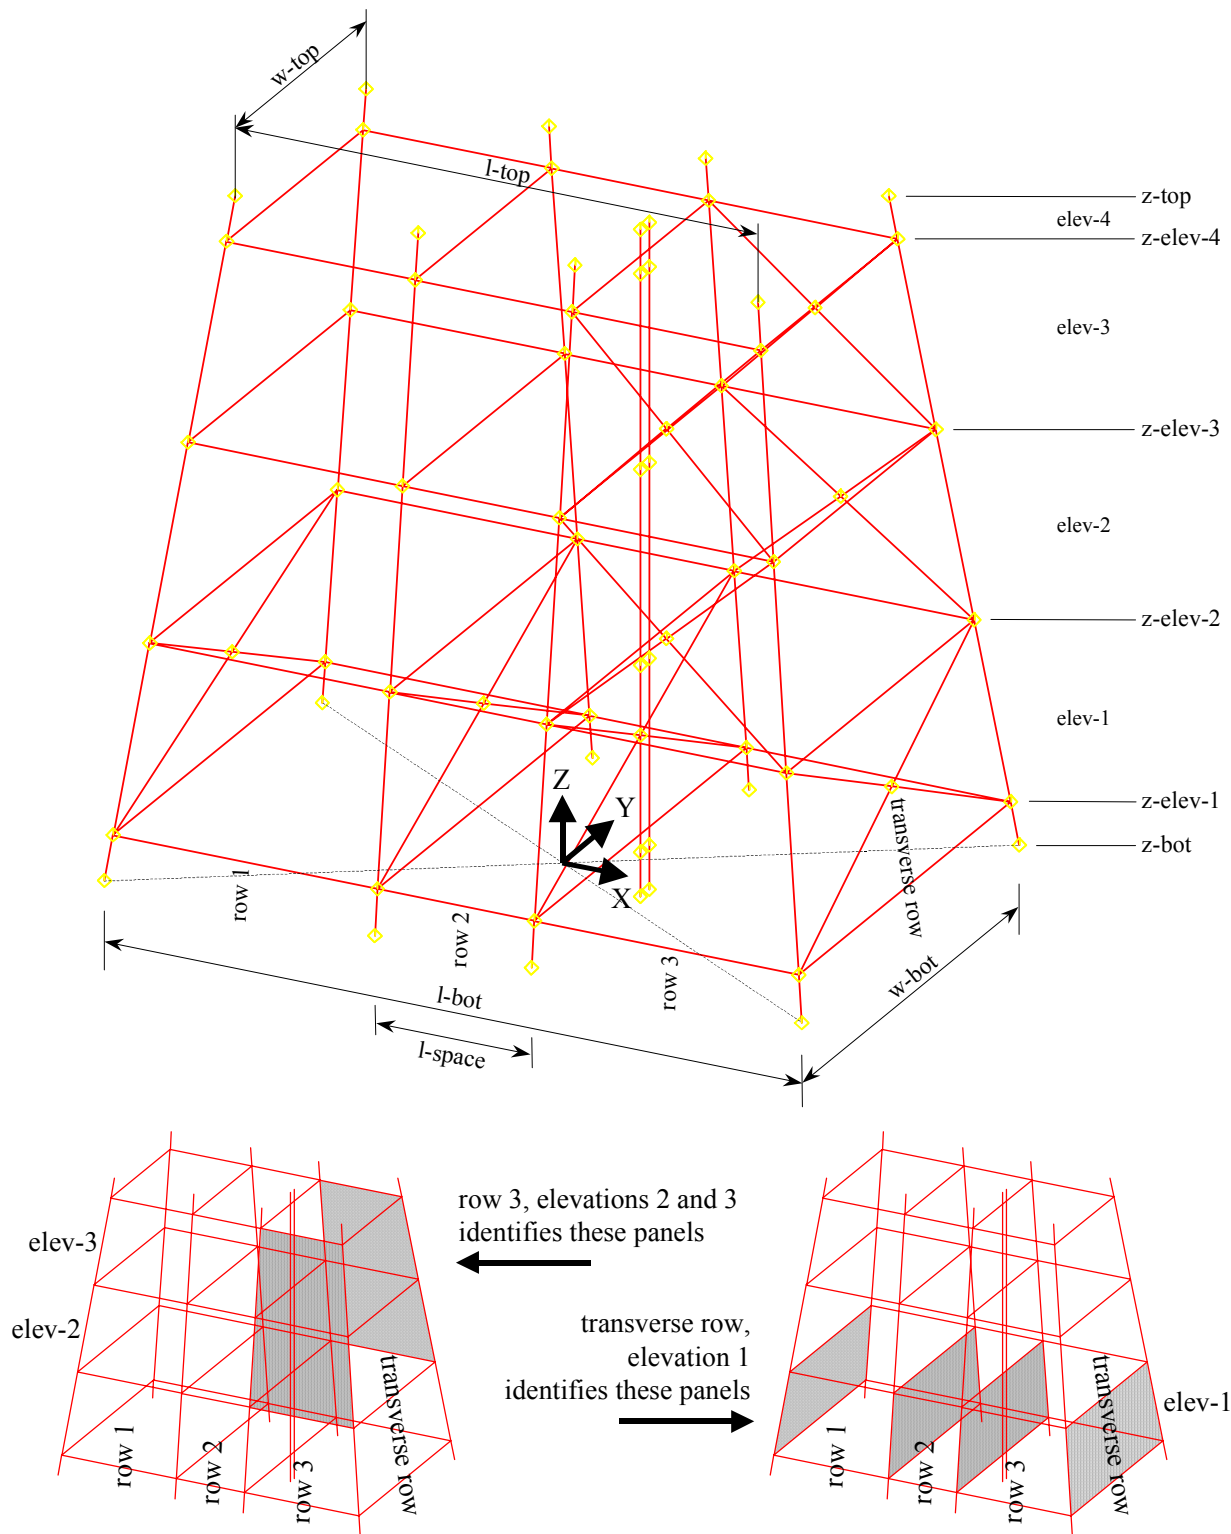 w-top
l-top
z-top
elev-4
z-elev-4
elev-3
z-elev-3
elev-2
z-elev-2
elev-1
z-elev-1
z-bot
Z
Y
X
transverse row
row 1
row 2
row 3
w-bot
l-bot
l-space
elev-3
elev-2
row 1
row 2
row 3
transverse row
row 3, elevations 2 and 3
identifies these panels
transverse row,
elevation 1
identifies these panels
elev-1
row 1
row 2
row 3
transverse row